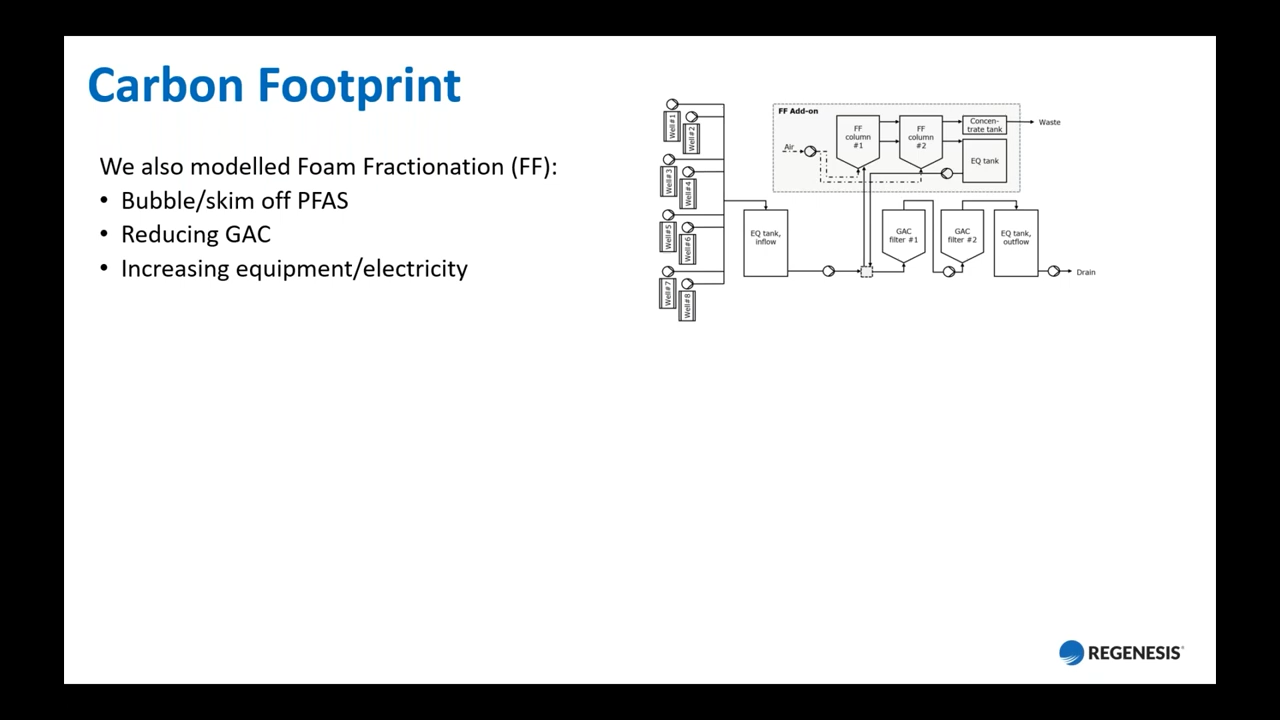 Carbon Footprint
We also modelled Foam Fractionation (FF):
• Bubble/skim off PFAS
• Reducing GAC
• Increasing equipment/electricity
Well#1
Well#2
Well#3
Well#4
Well#5
Well#6
Well#7
Well#8
FF Add-on
Air
FF
column
#1
FF
column
#2
Concen-
trate tank
Waste
EQ tank
EQ tank,
inflow
GAC
filter #1
GAC
filter #2
EQ tank,
outflow
Drain
REGENESIS®